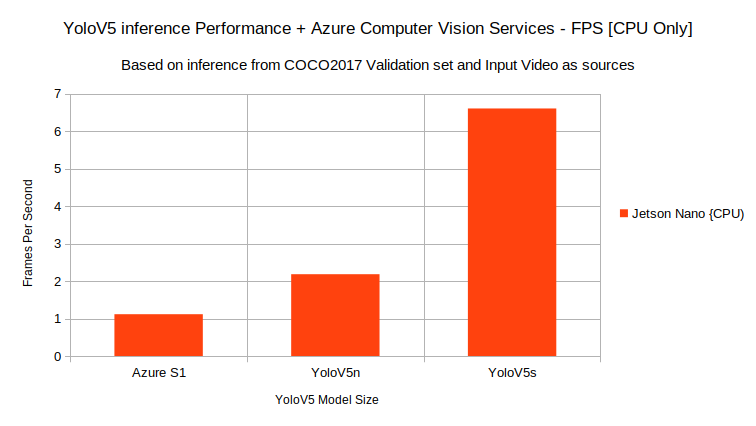 YoloV5 inference Performance + Azure Computer Vision Services - FPS [CPU Only]
Based on inference from COCO2017 Validation set and Input Video as sources
7
6
5
4
3
2
1
0
Frames Per Second
Azure S1
YoloV5n
YoloV5s
YoloV5 Model Size
Jetson Nano {CPU)